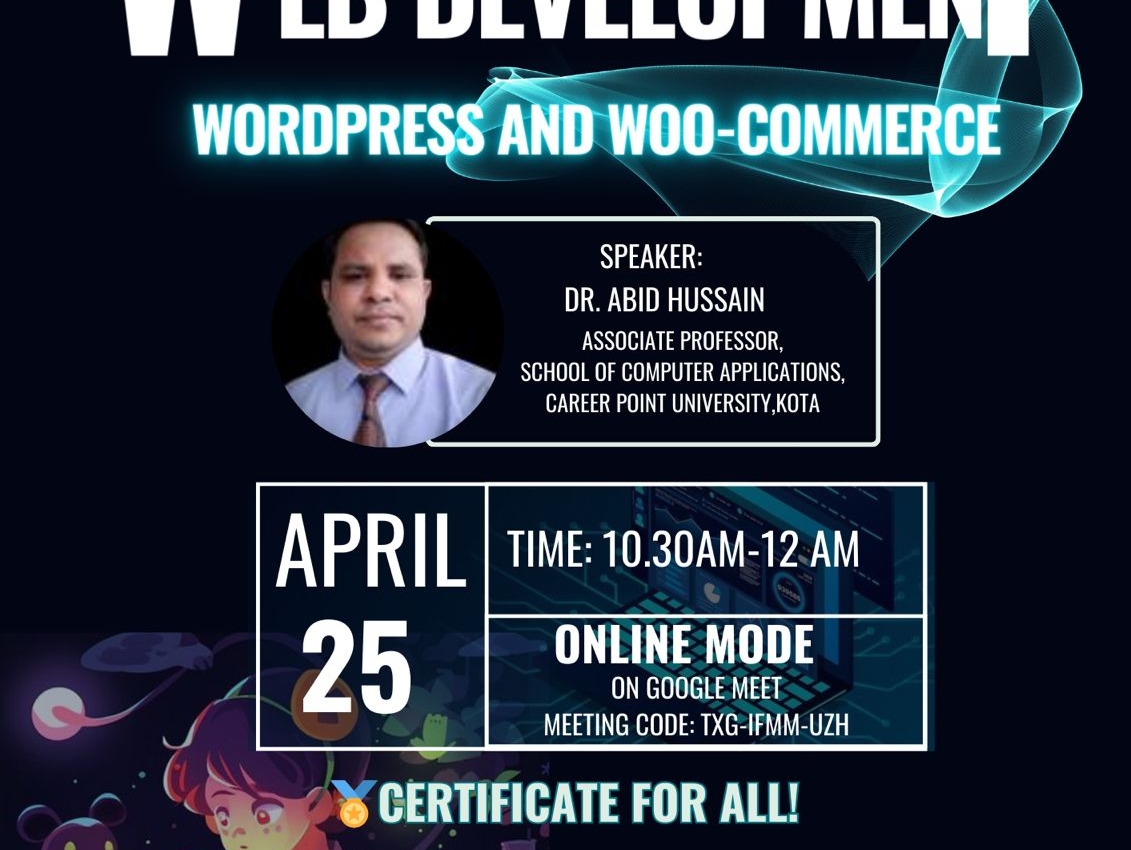 WEB DEVELOPMENT
WORDPRESS AND WOO-COMMERCE
SPEAKER:
DR. ABID HUSSAIN
ASSOCIATE PROFESSOR,
SCHOOL OF COMPUTER APPLICATIONS,
CAREER POINT UNIVERSITY,KOTA
APRIL
25
TIME: 10.30AM-12 AM
ONLINE MODE
ON GOOGLE MEET
MEETING CODE: TXG-IFMM-UZH
CERTIFICATE FOR ALL!